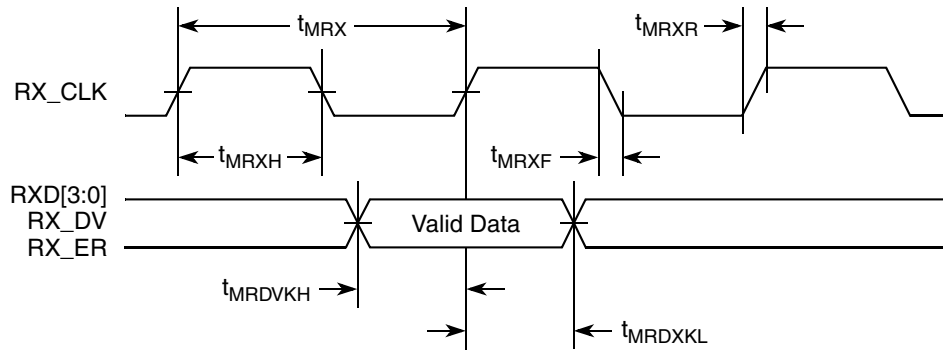 tMRX
tMRXR
RX_CLK
tMRXH
tMRXF
RXD[3:0]
RX_DV
RX_ER
Valid Data
tMRDVKH
tMRDXKL